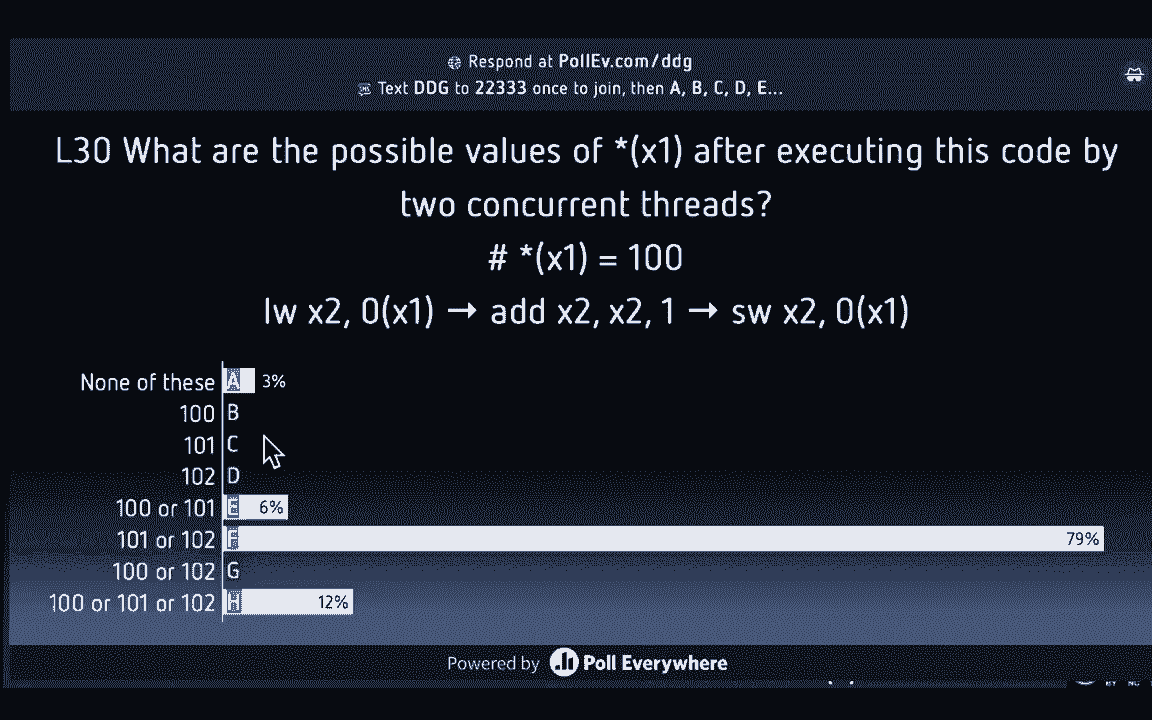 Respond at PollEv.com/ddg
Text DDG to 22333 once to join, then A, B, C, D, E...
L30 What are the possible values of *(x1) after executing this code by
two concurrent threads?
# *(x1) = 100
lw x2, 0(x1) → add x2, x2, 1 → sw x2, 0(x1)
None of these A 3%
100 B
101 C
102 D
100 or 101 E 6%
101 or 102 F 79%
100 or 102 G
100 or 101 or 102 H 12%
Powered by Poll Everywhere